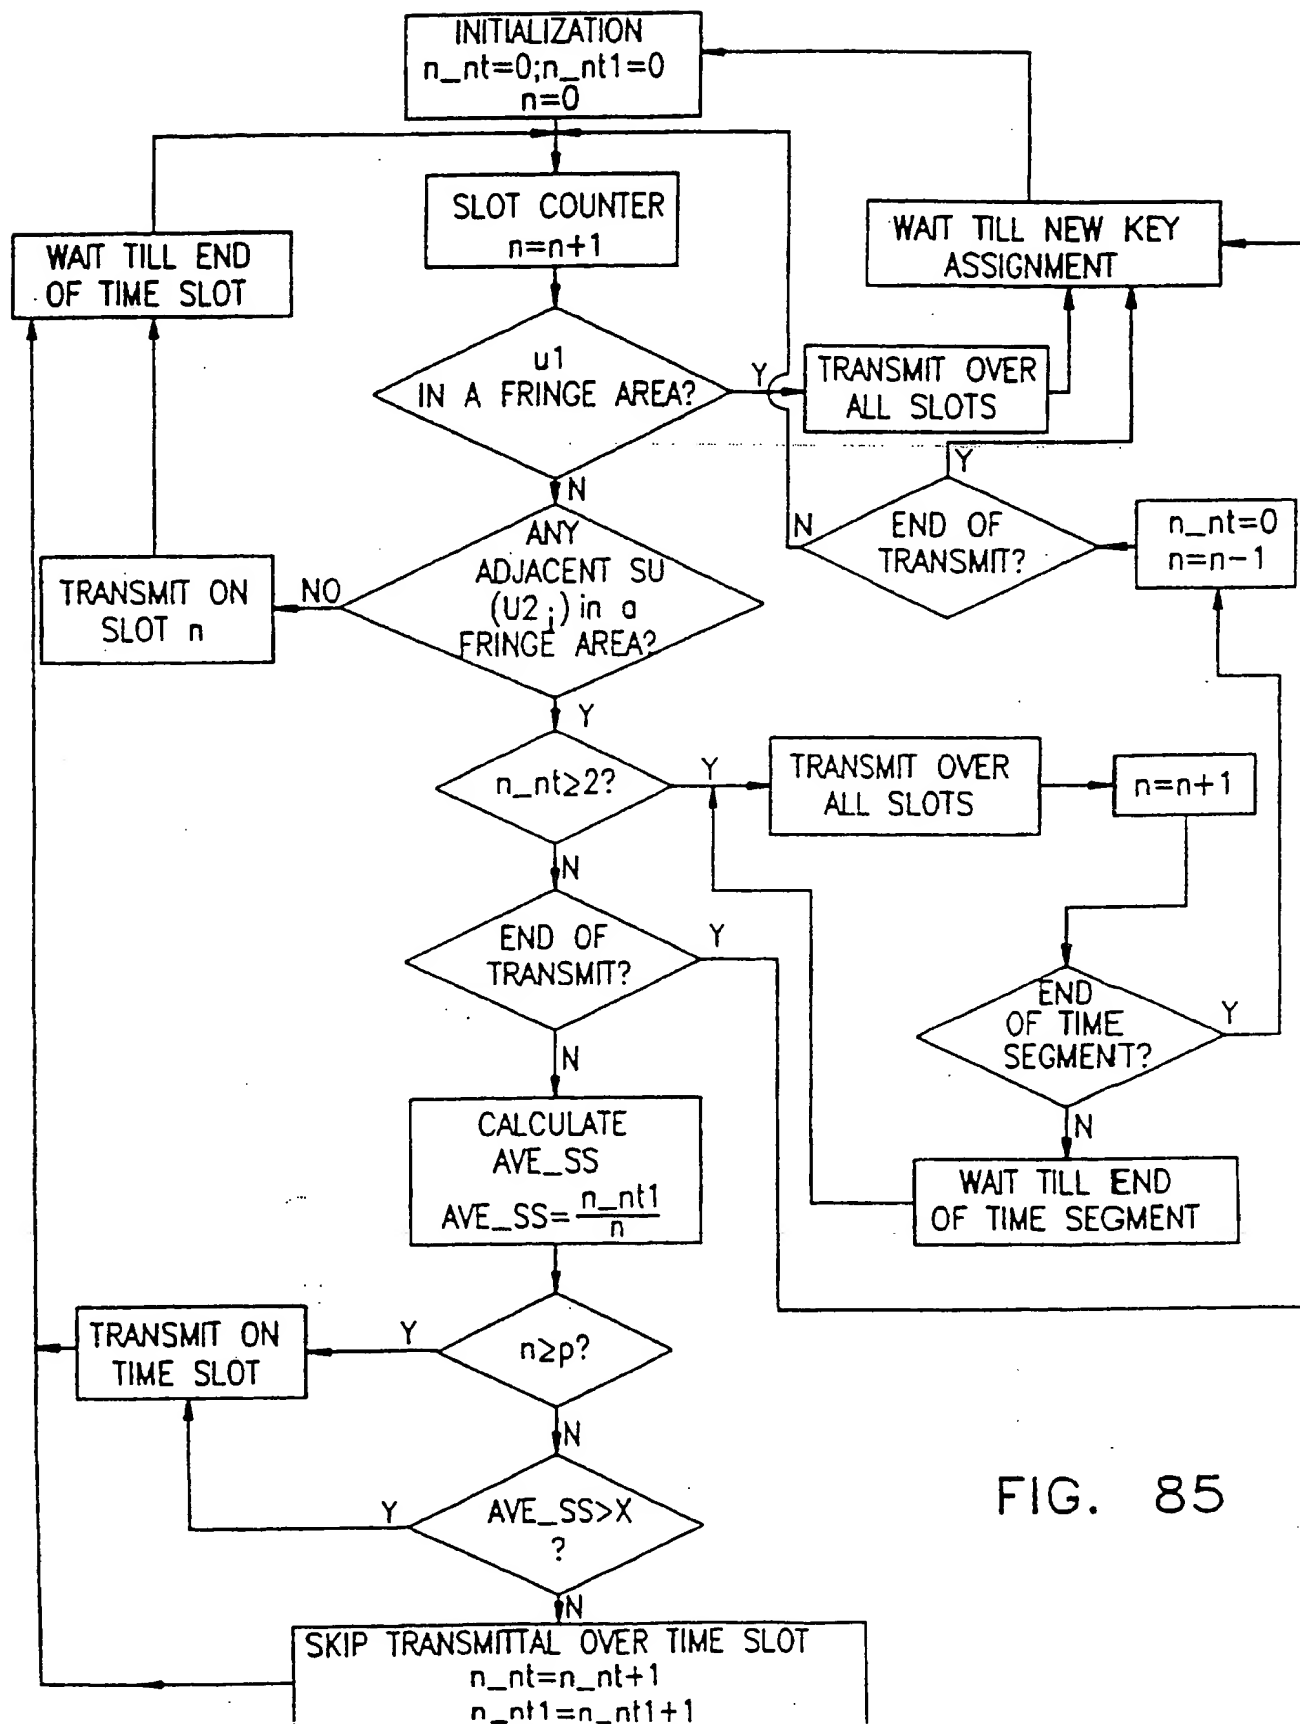 INITIALIZATION
n_nt=0;n_nt1=0
n=0
SLOT COUNTER
n=n+1
WAIT TILL END
OF TIME SLOT
WAIT TILL NEW KEY
ASSIGNMENT
u1
IN A FRINGE AREA?
Y
TRANSMIT OVER
ALL SLOTS
N
Y
ANY
ADJACENT SU
(U2j) in a
FRINGE AREA?
NO
TRANSMIT ON
SLOT n
N
END OF
TRANSMIT?
n_nt=0
n=n-1
Y
n_nt≥2?
Y
TRANSMIT OVER
ALL SLOTS
n=n+1
N
END OF
TRANSMIT?
Y
END
OF TIME
SEGMENT?
Y
N
N
WAIT TILL END
OF TIME SEGMENT
CALCULATE
AVE_SS
AVE_SS=n_nt1/n
n≥p?
Y
TRANSMIT ON
TIME SLOT
N
AVE_SS>X
?
Y
N
SKIP TRANSMITTAL OVER TIME SLOT
n_nt=n_nt+1
n_nt1=n_nt1+1
FIG. 85